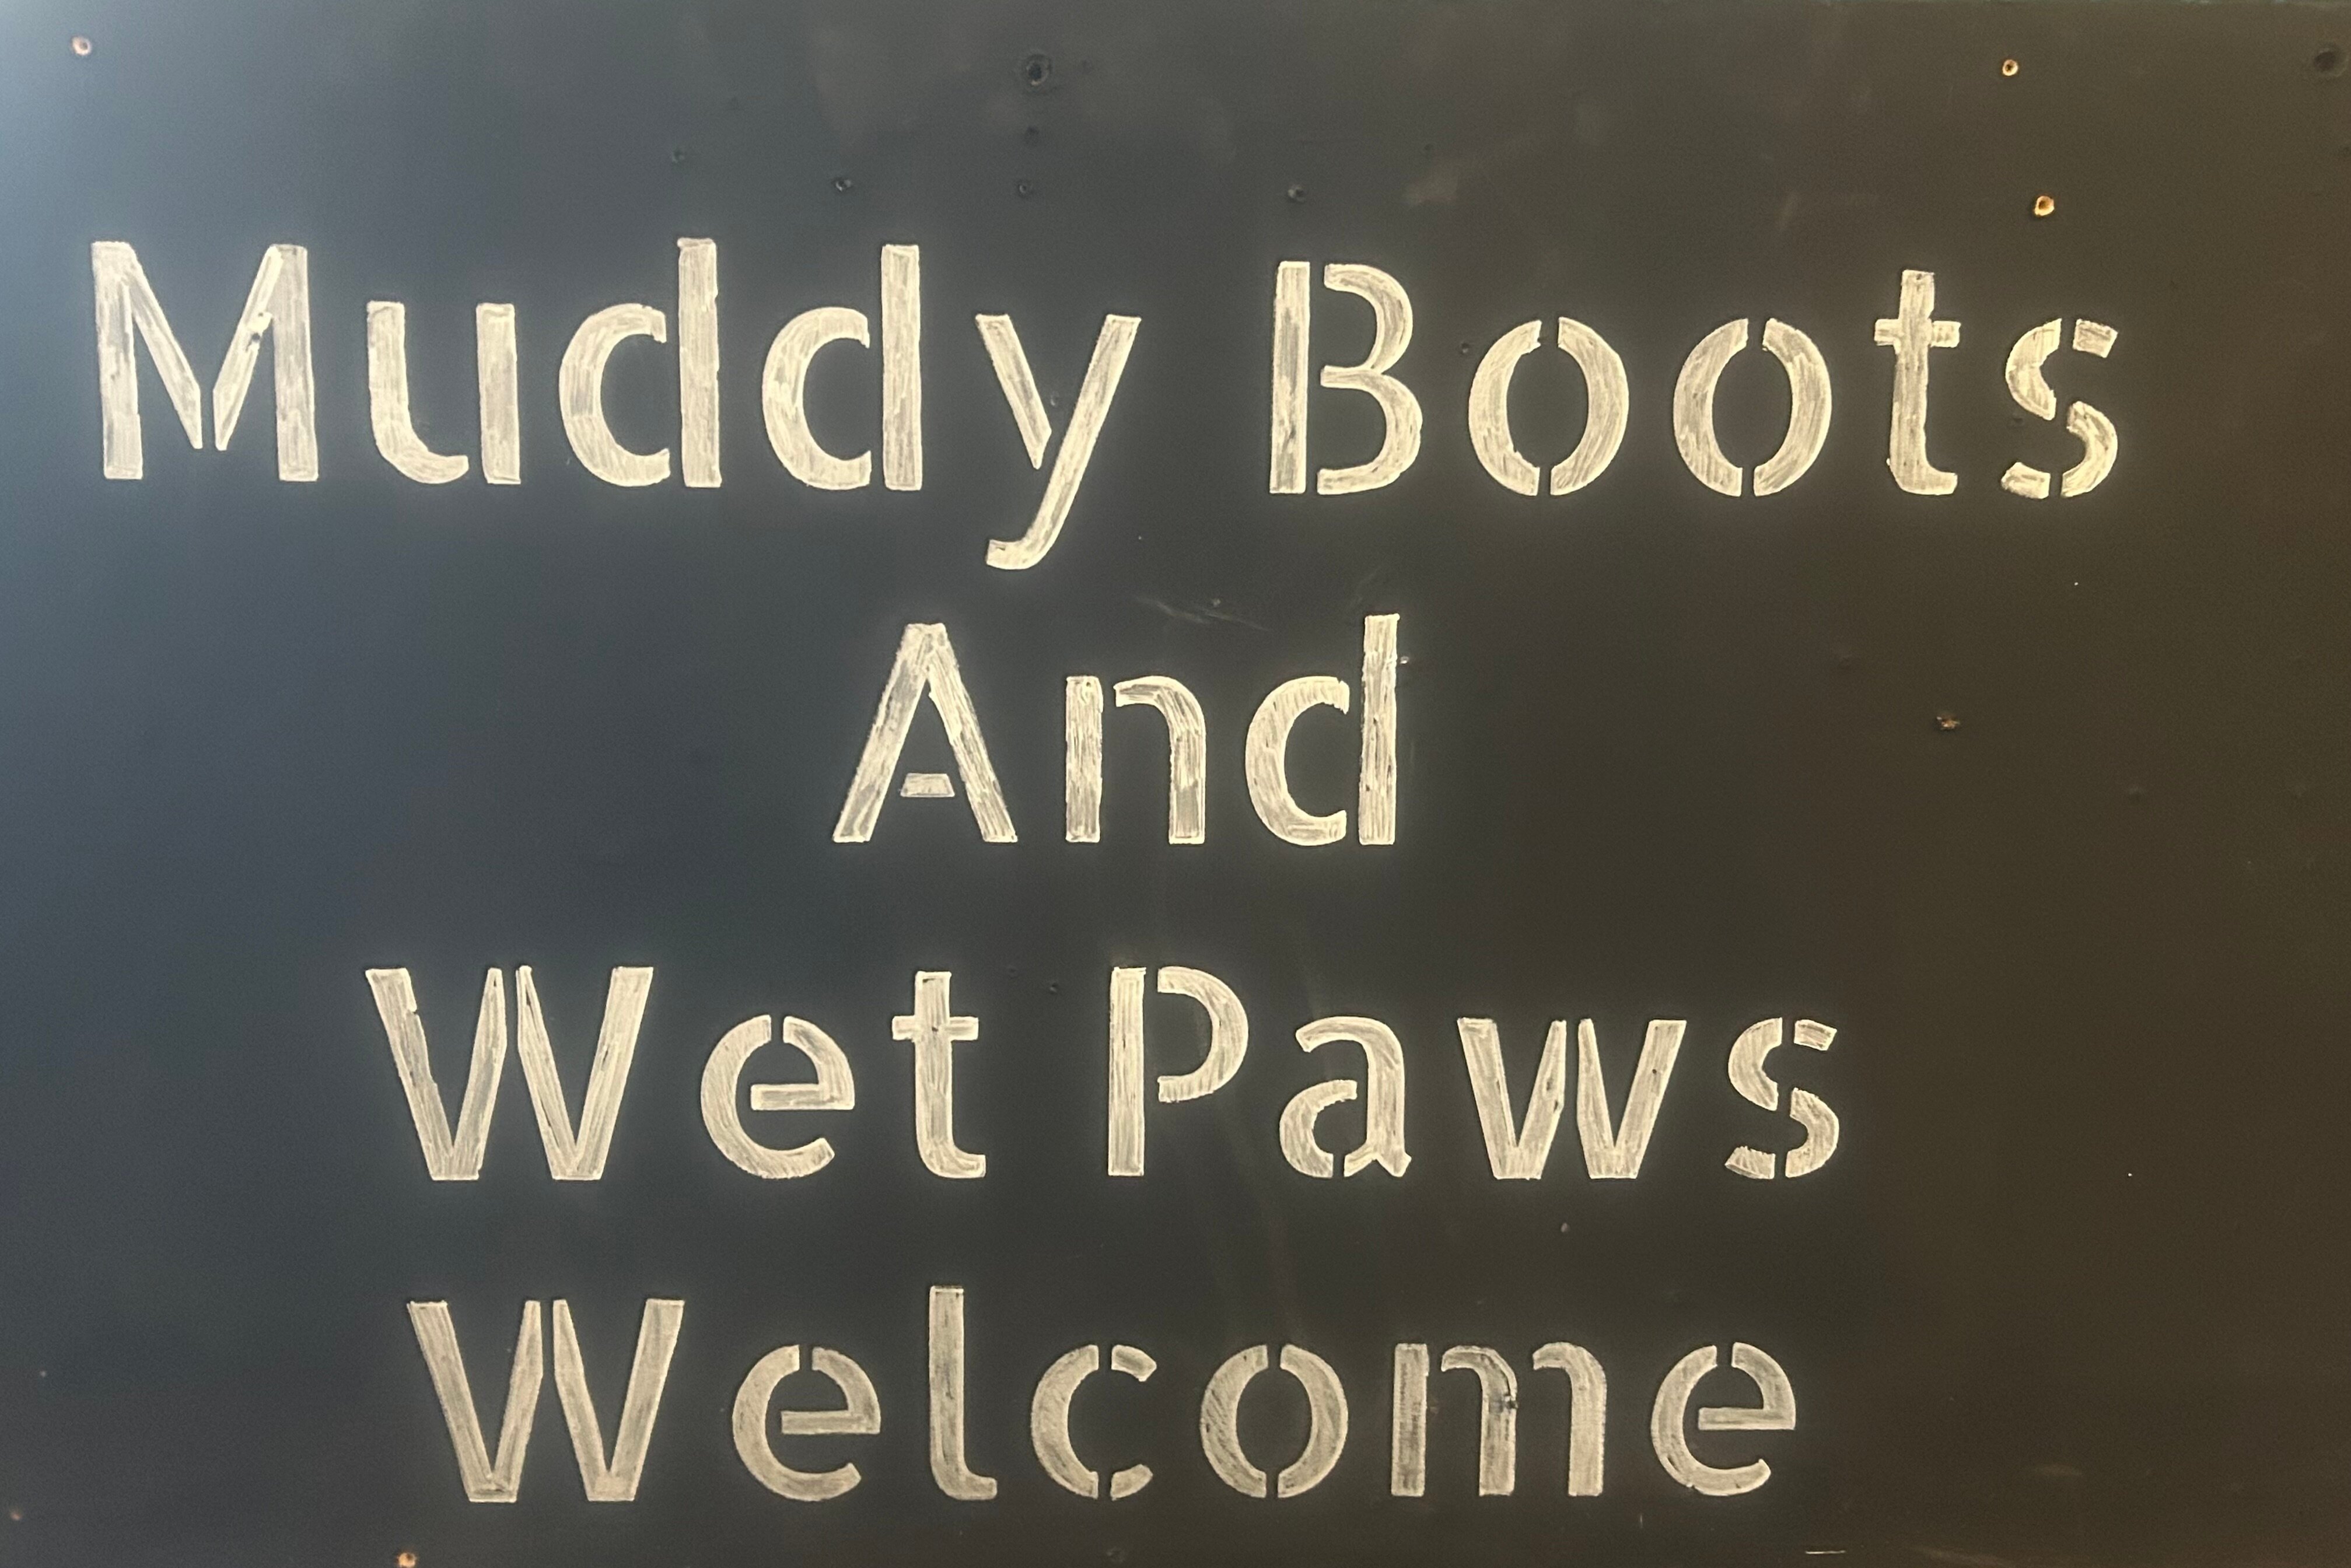 Muddy Boots
And
Wet Paws
Welcome